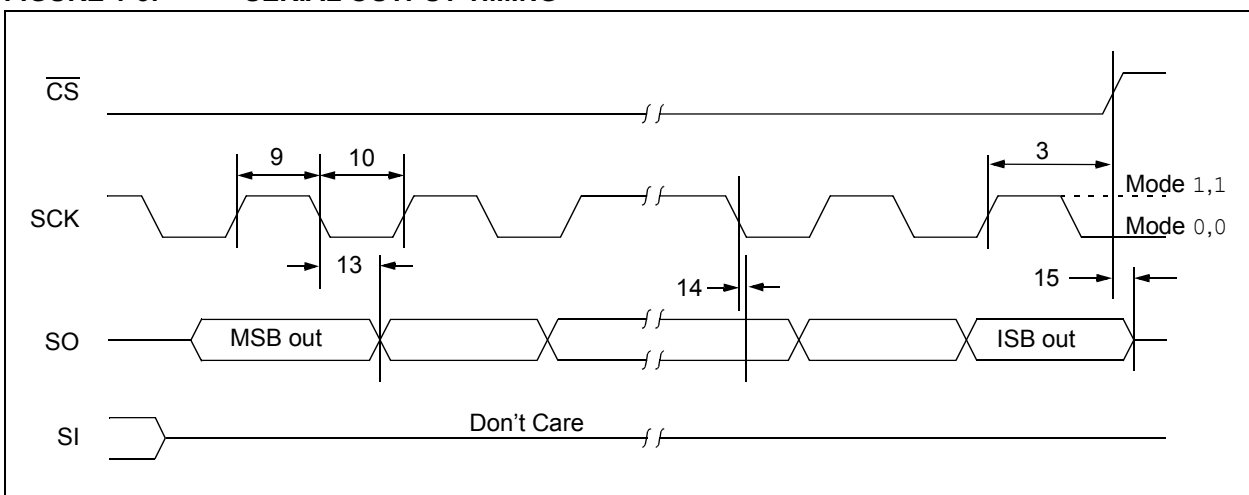 CS
9
10
3
Mode 1,1
SCK
Mode 0,0
13
14
15
SO
MSB out
ISB out
SI
Don't Care